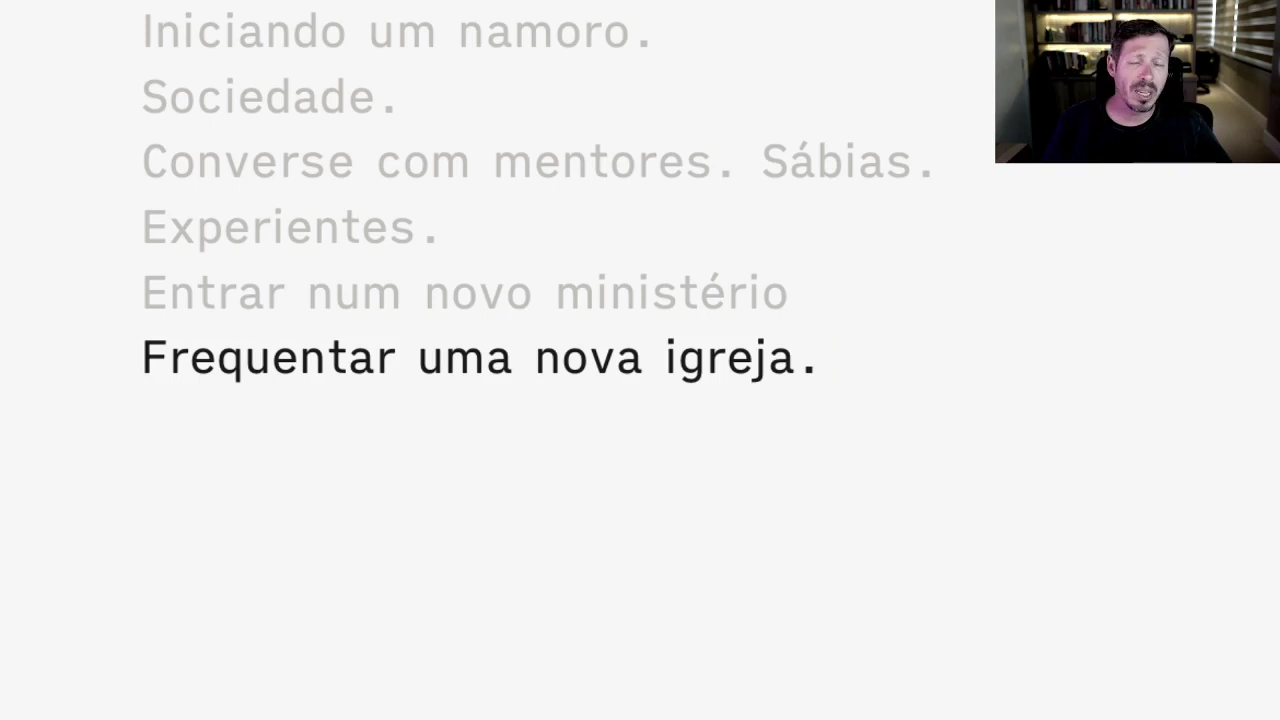 Iniciando um namoro.
Sociedade.
Converse com mentores. Sábias.
Experientes.
Entrar num novo ministério
Frequentar uma nova igreja.